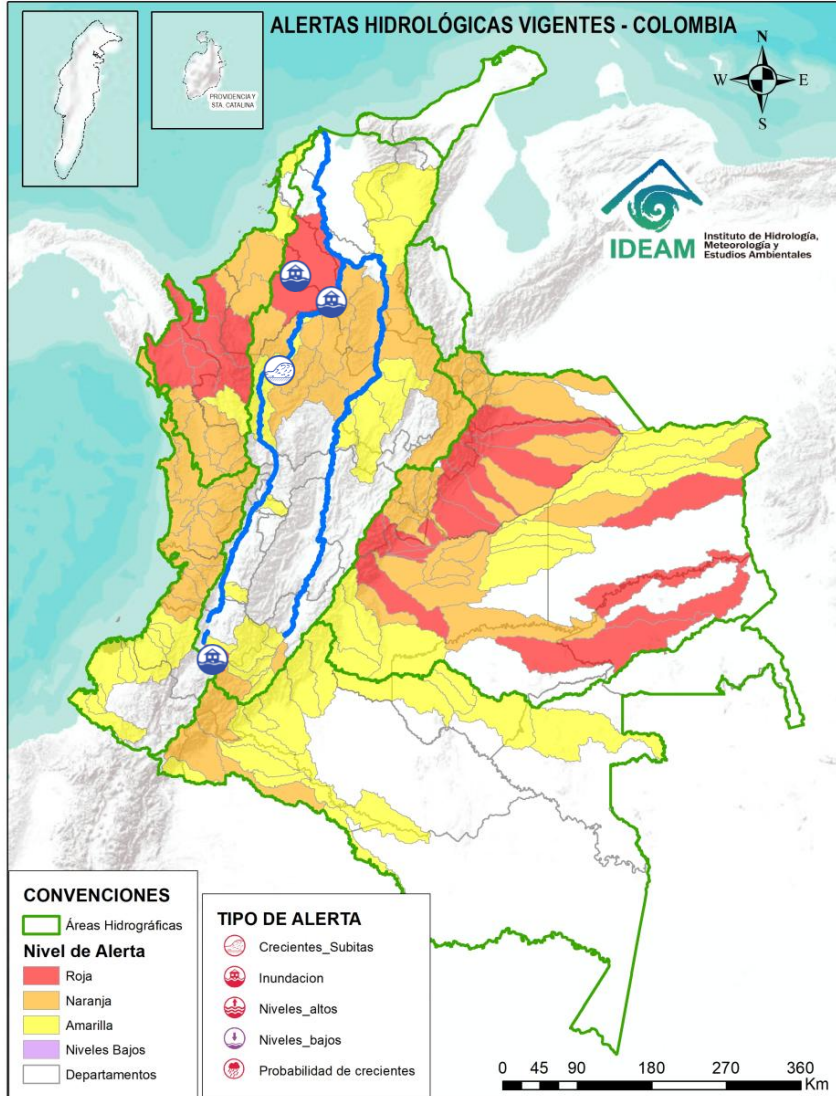 ALERTAS HIDROLÓGICAS VIGENTES - COLOMBIA
PROVIDENCIA Y
STA. CATALINA
N
W
E
S
IDEAM
Instituto de Hidrología,
Meteorología y
Estudios Ambientales
CONVENCIONES
Áreas Hidrográficas
Nivel de Alerta
Roja
Naranja
Amarilla
Niveles Bajos
Departamentos
TIPO DE ALERTA
Crecientes_Subitas
Inundacion
Niveles_altos
Niveles_bajos
Probabilidad de crecientes
0 45 90 180 270 360
Km